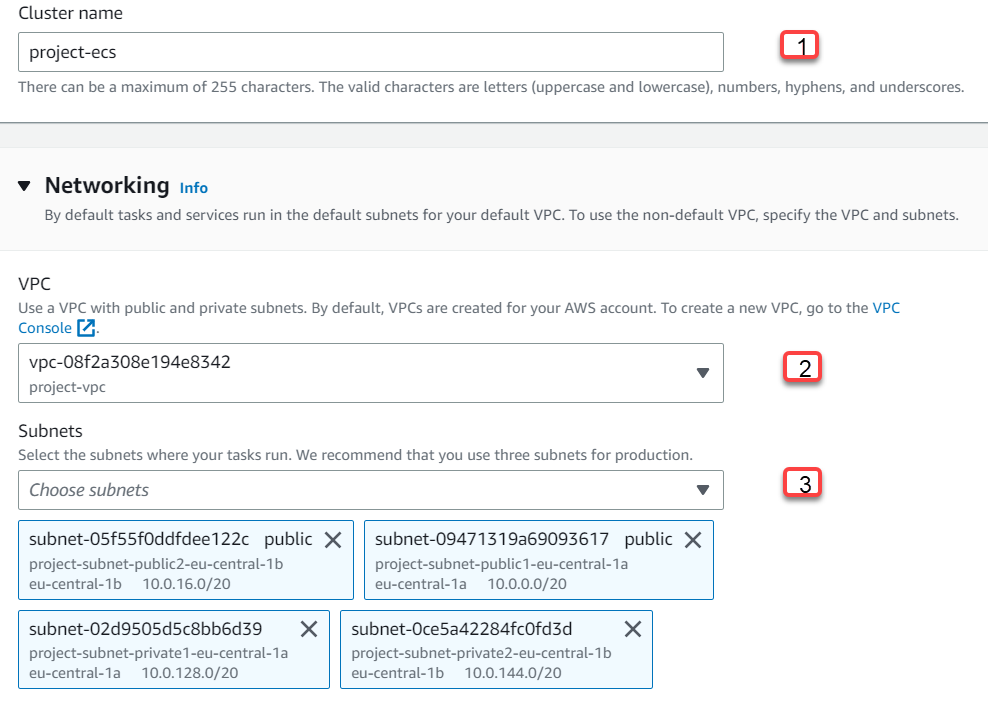 Cluster name
project-ecs
1
There can be a maximum of 255 characters. The valid characters are letters (uppercase and lowercase), numbers, hyphens, and underscores.
Networking Info
By default tasks and services run in the default subnets for your default VPC. To use the non-default VPC, specify the VPC and subnets.
VPC
Use a VPC with public and private subnets. By default, VPCs are created for your AWS account. To create a new VPC, go to the VPC
Console .
vpc-08f2a308e194e8342
project-vpc
2
Subnets
Select the subnets where your tasks run. We recommend that you use three subnets for production.
Choose subnets
3
subnet-05f55f0ddfdee122c public
project-subnet-public2-eu-central-1b
eu-central-1b 10.0.16.0/20
subnet-09471319a69093617 public
project-subnet-public1-eu-central-1a
eu-central-1a 10.0.0.0/20
subnet-02d9505d5c8bb6d39
project-subnet-private1-eu-central-1a
eu-central-1a 10.0.128.0/20
subnet-0ce5a42284fc0fd3d
project-subnet-private2-eu-central-1b
eu-central-1b 10.0.144.0/20